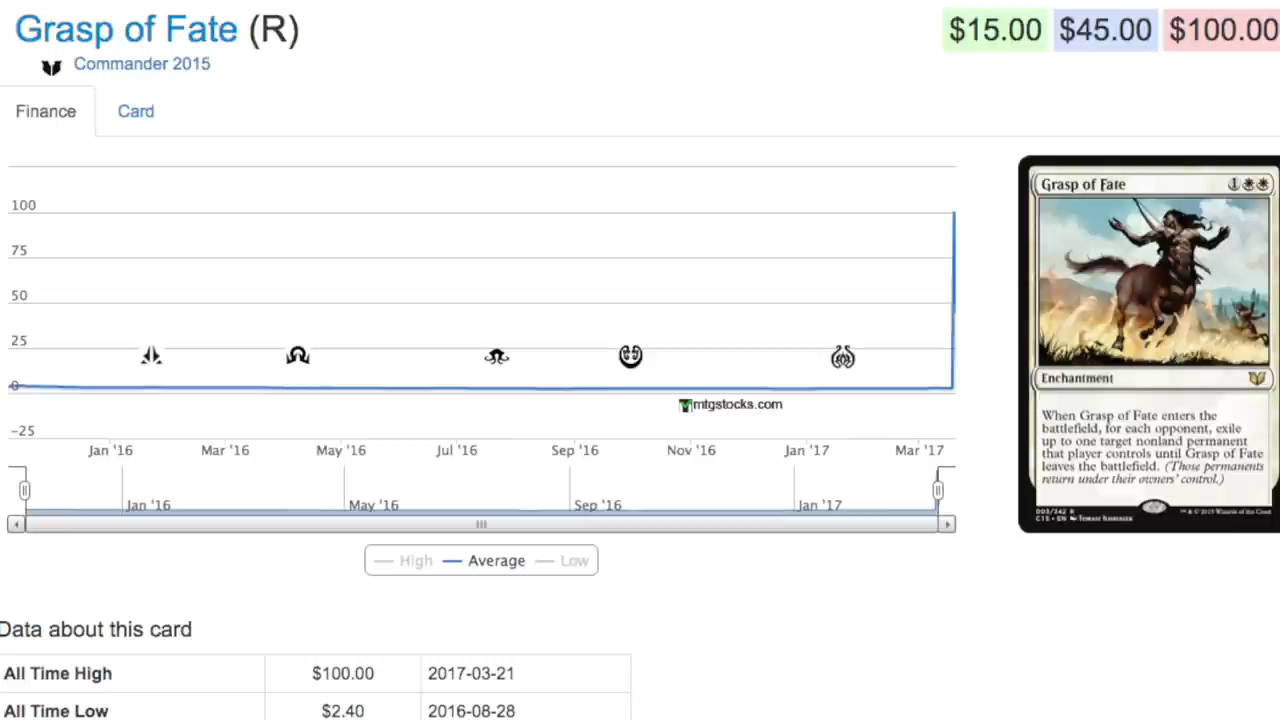 Grasp of Fate (R)
$15.00 $45.00 $100.00
Commander 2015
Finance Card
100
75
50
25
0
-25
mtgstocks.com
Jan '16 Mar '16 May '16 Jul '16 Sep '16 Nov '16 Jan '17 Mar '17
Jan '16 May '16 Sep '16 Jan '17
High Average Low
Grasp of Fate 1
Enchantment
When Grasp of Fate enters the
battlefield, for each opponent, exile
up to one target nonland permanent
that player controls until Grasp of Fate
leaves the battlefield. (Those permanents
return under their owners' control.)
003/342 R
C15 • EN
Data about this card
All Time High $100.00 2017-03-21
All Time Low $2.40 2016-08-28